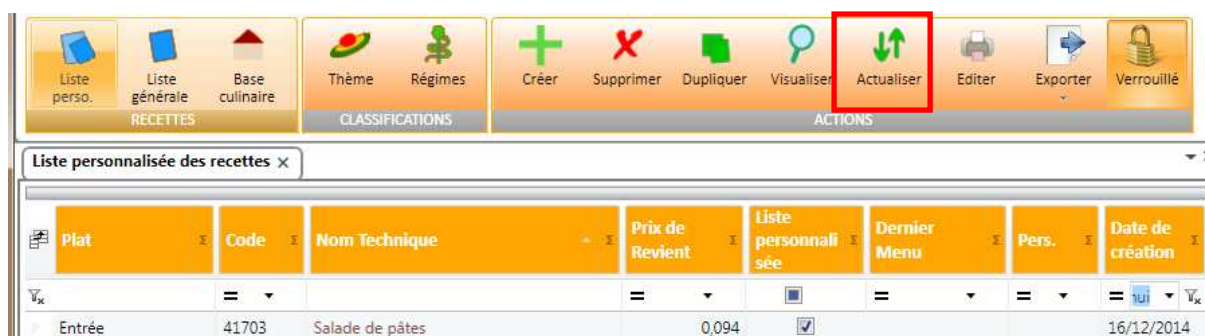 Liste perso.
Liste générale
Base culinaire
Thème
Régimes
Créer
Supprimer
Dupliquer
Visualiser
Actualiser
Editer
Exporter
Verrouillé
RECETTES
CLASSIFICATIONS
ACTIONS
Liste personnalisée des recettes ×
Plat Σ Code Σ Nom Technique Σ Prix de Revient Σ Liste personnalisée Σ Dernier Menu Σ Pers. Σ Date de création Σ
= = = = =
Entrée 41703 Salade de pâtes 0,094 16/12/2014